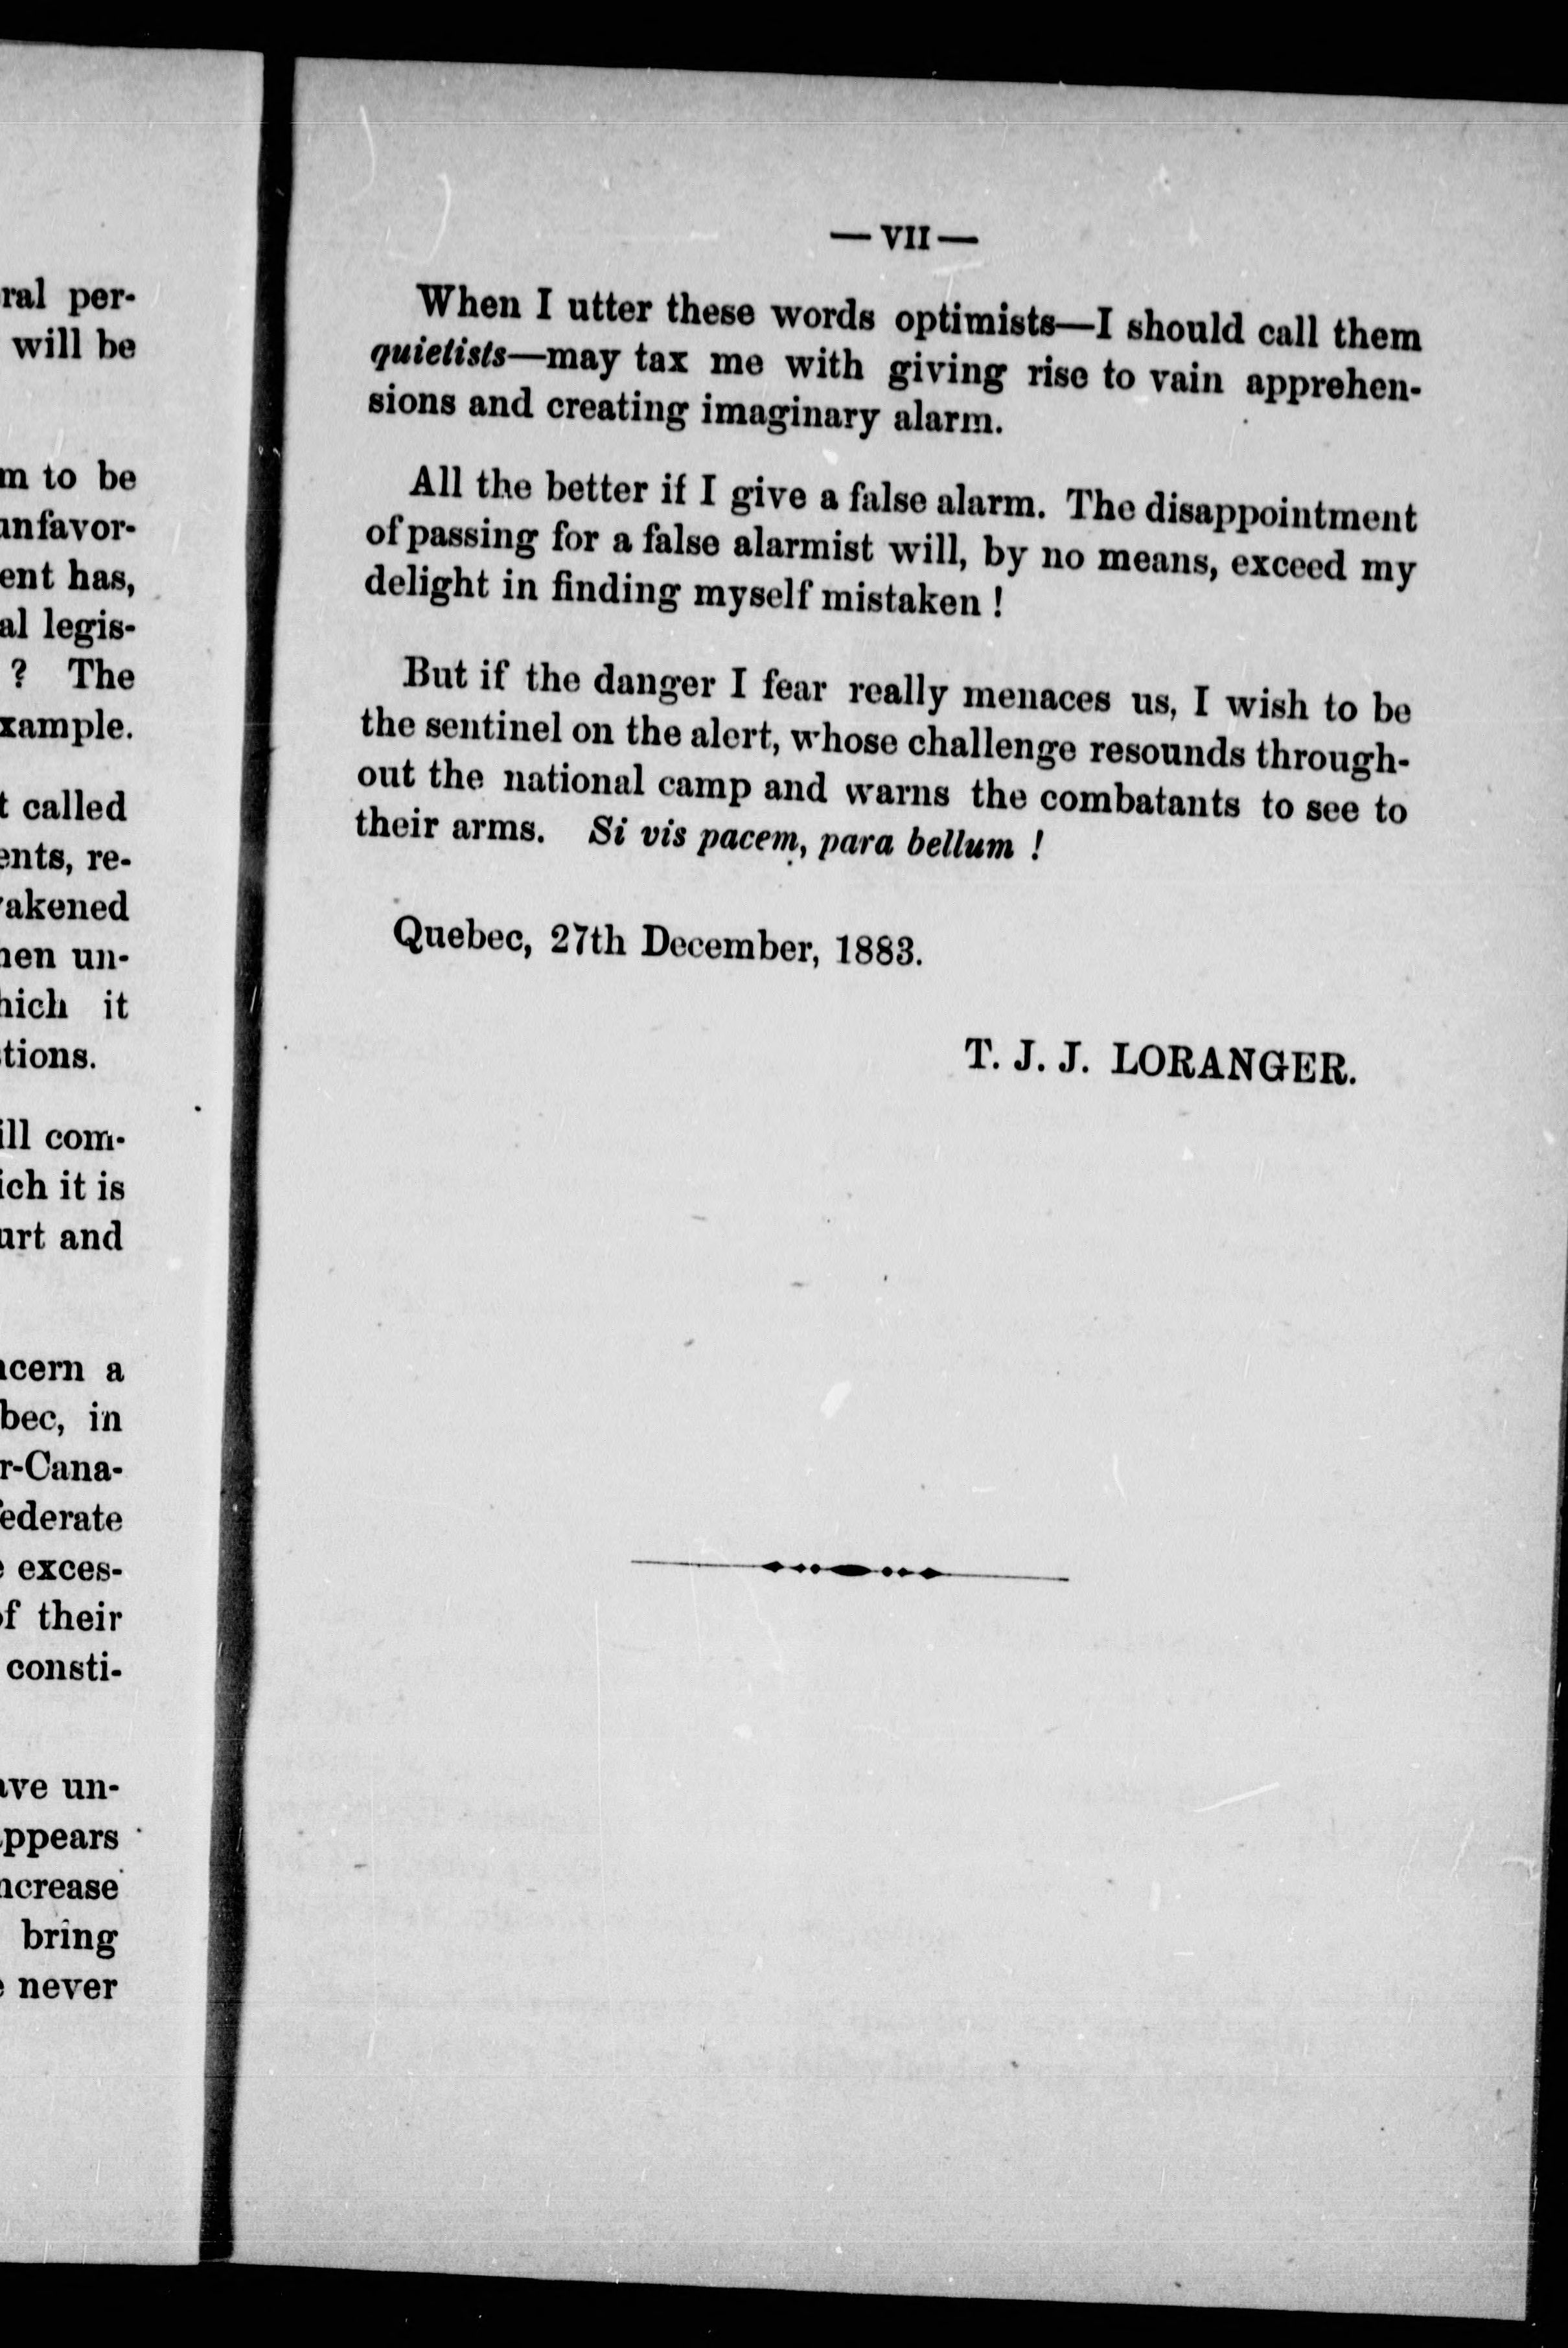 ral per-
will be
m to be
unfavor-
ent has,
al legis-
? The
xample.
t called
ents, re-
akened
hen un-
hich it
tions.
ill com-
ich it is
urt and
cern a
bec, in
r-Cana-
federate
exces-
of their
consti-
ave un-
appears
ncrease
bring
never
— VII —
When I utter these words optimists—I should call them
quietists—may tax me with giving rise to vain apprehen-
sions and creating imaginary alarm.
All the better if I give a false alarm. The disappointment
of passing for a false alarmist will, by no means, exceed my
delight in finding myself mistaken !
But if the danger I fear really menaces us, I wish to be
the sentinel on the alert, whose challenge resounds through-
out the national camp and warns the combatants to see to
their arms. Si vis pacem, para bellum !
Quebec, 27th December, 1883.
T. J. J. LORANGER.